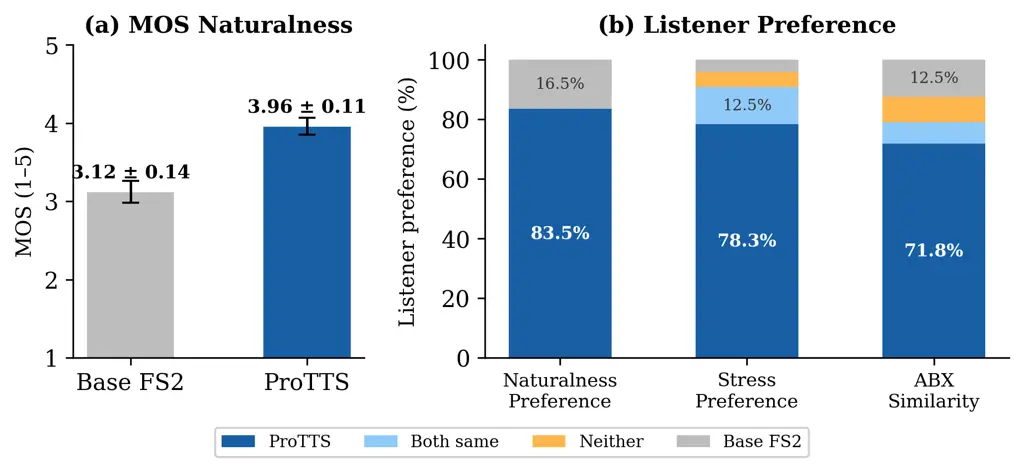 (a) MOS Naturalness
MOS (1–5)
5
4
3
2
1
3.12 ± 0.14
3.96 ± 0.11
Base FS2
ProTTS
(b) Listener Preference
Listener preference (%)
100
80
60
40
20
0
16.5%
83.5%
12.5%
78.3%
12.5%
71.8%
Naturalness
Preference
Stress
Preference
ABX
Similarity
ProTTS
Both same
Neither
Base FS2